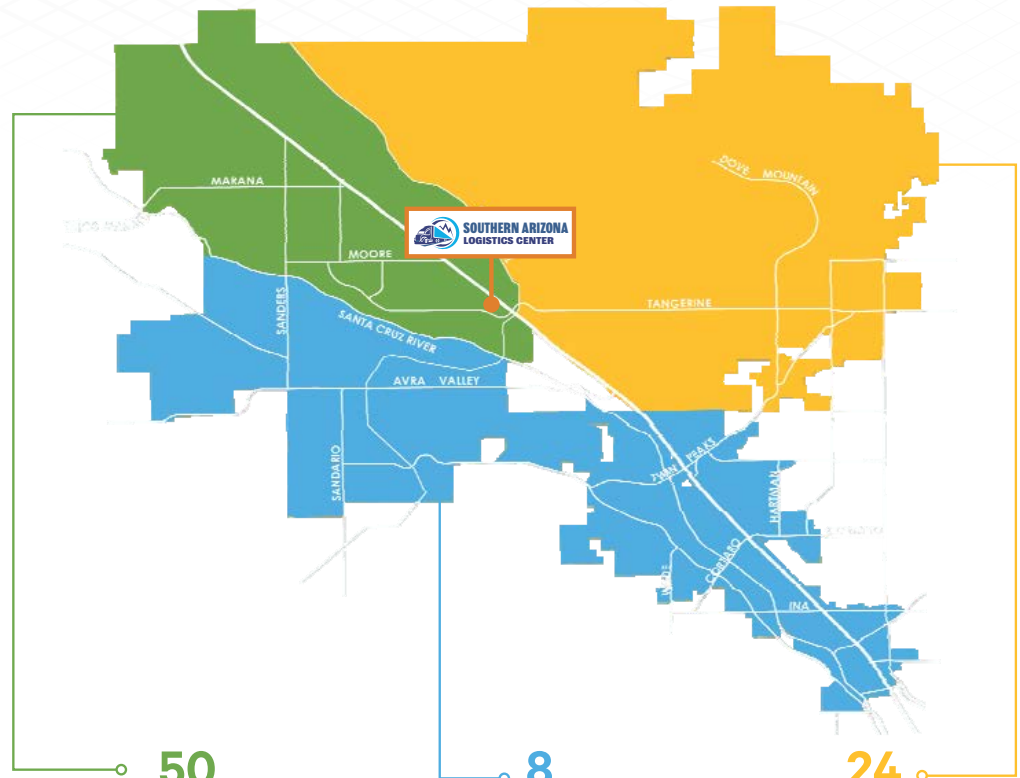 DOVE MOUNTAIN
MARANA
SOUTHERN ARIZONA
LOGISTICS CENTER
MOORE
TANGERINE
SANDERS
SANTA CRUZ RIVER
AVRA VALLEY
SANDARIO
TWIN PEAKS
HARTMAN
CORTARO
INA
50
8
24